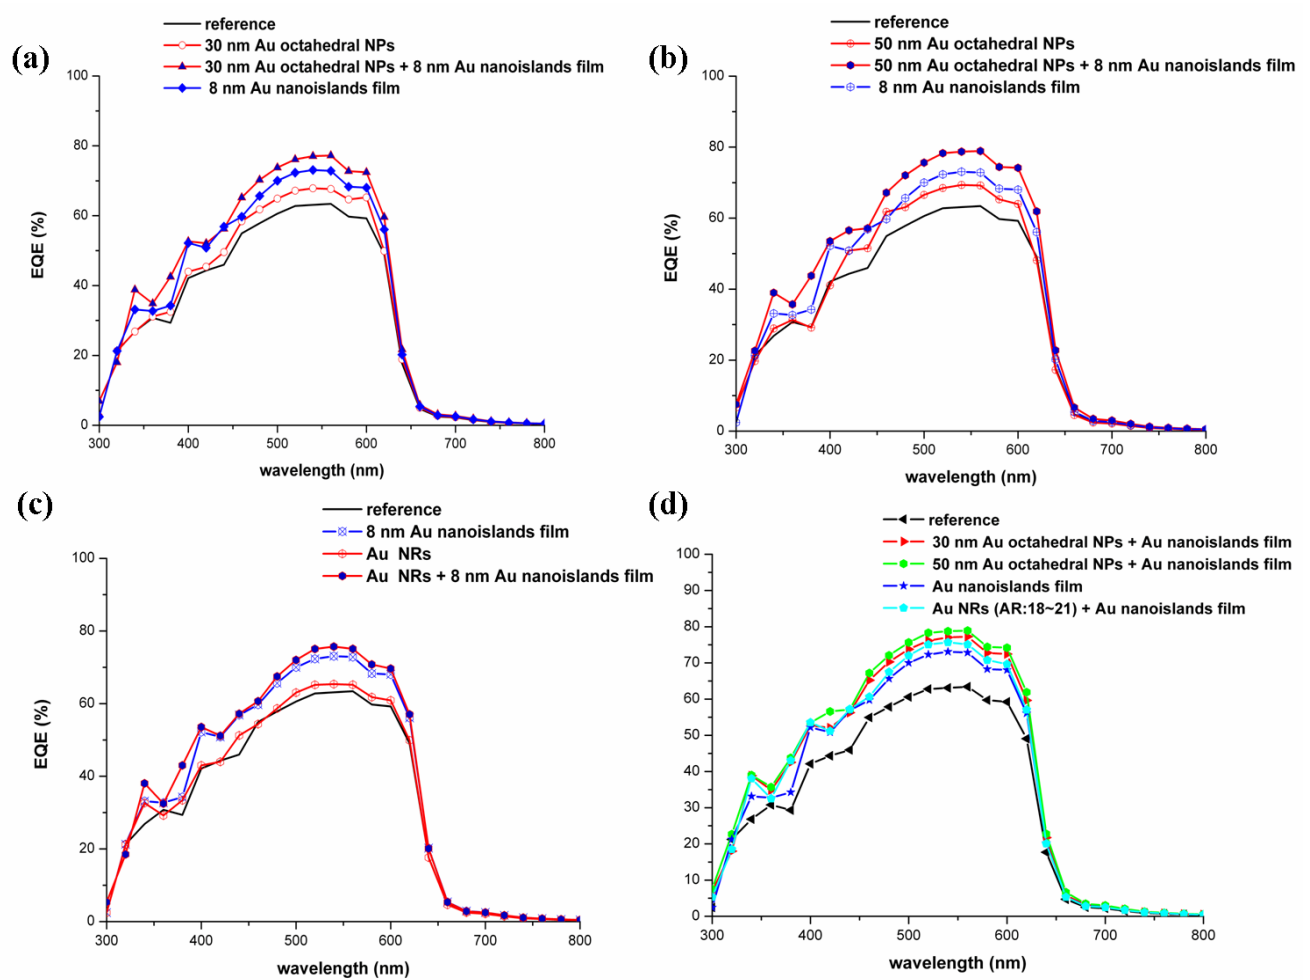 (a)
reference
30 nm Au octahedral NPs
30 nm Au octahedral NPs + 8 nm Au nanoislands film
8 nm Au nanoislands film
100
80
60
40
20
0
EQE (%)
300 400 500 600 700 800
wavelength (nm)
(b)
reference
50 nm Au octahedral NPs
50 nm Au octahedral NPs + 8 nm Au nanoislands film
8 nm Au nanoislands film
100
80
60
40
20
0
EQE (%)
300 400 500 600 700 800
wavelength (nm)
(c)
reference
8 nm Au nanoislands film
Au NRs
Au NRs + 8 nm Au nanoislands film
100
80
60
40
20
0
EQE (%)
300 400 500 600 700 800
wavelength (nm)
(d)
reference
30 nm Au octahedral NPs + Au nanoislands film
50 nm Au octahedral NPs + Au nanoislands film
Au nanoislands film
Au NRs (AR:18~21) + Au nanoislands film
100
90
80
70
60
50
40
30
20
10
0
EQE (%)
300 400 500 600 700 800
wavelength (nm)